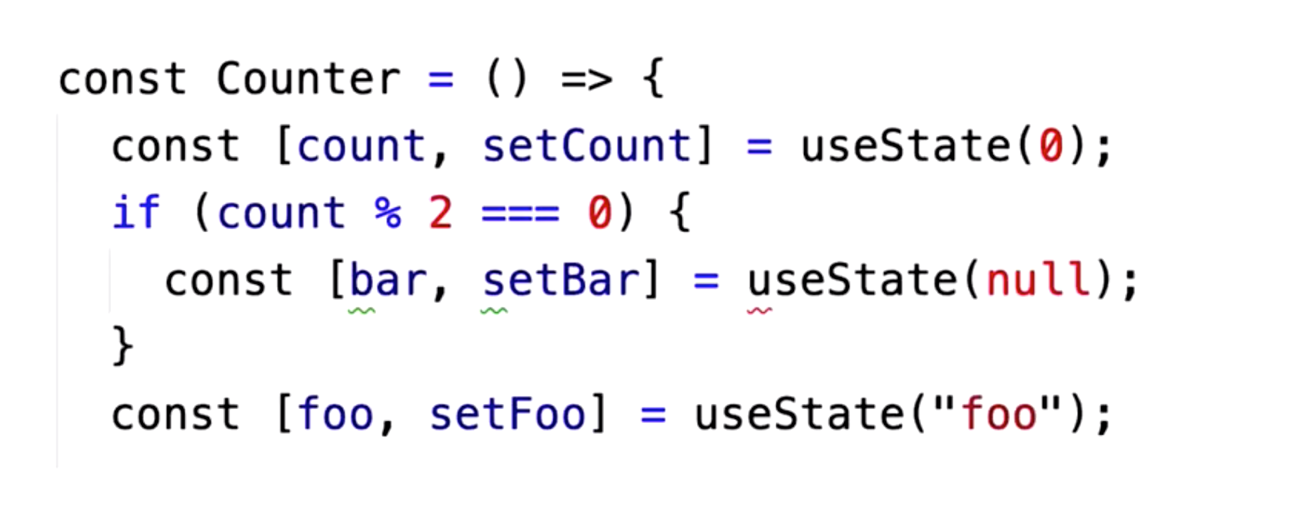 const Counter = () => {
  const [count, setCount] = useState(0);
  if (count % 2 === 0) {
    const [bar, setBar] = useState(null);
  }
  const [foo, setFoo] = useState("foo");